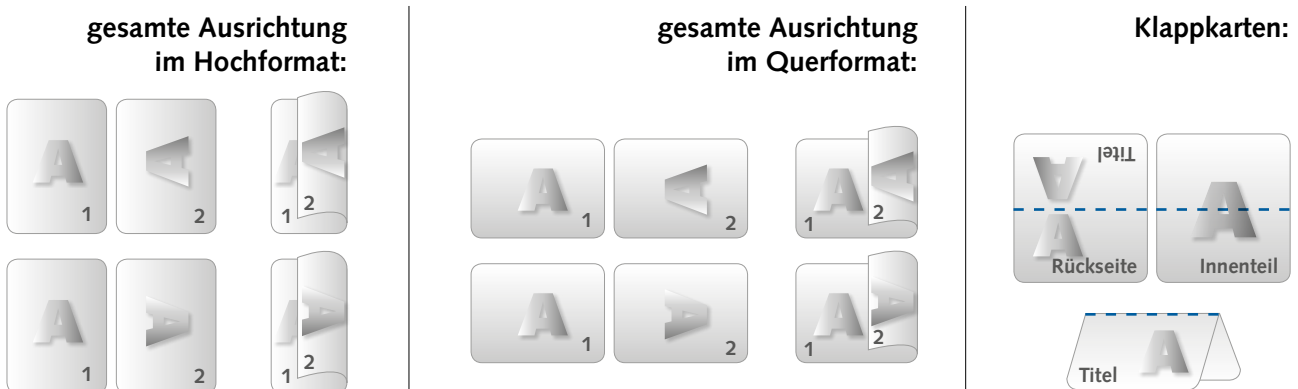 gesamte Ausrichtung
im Hochformat:
A
1
A
2
A
1
A
2
A
1
A
2
A
1
A
2
gesamte Ausrichtung
im Querformat:
A
1
A
2
A
1
A
2
A
1
A
2
A
1
A
2
Klappkarten:
Titel
A
A
Rückseite
A
Innenteil
A
Titel